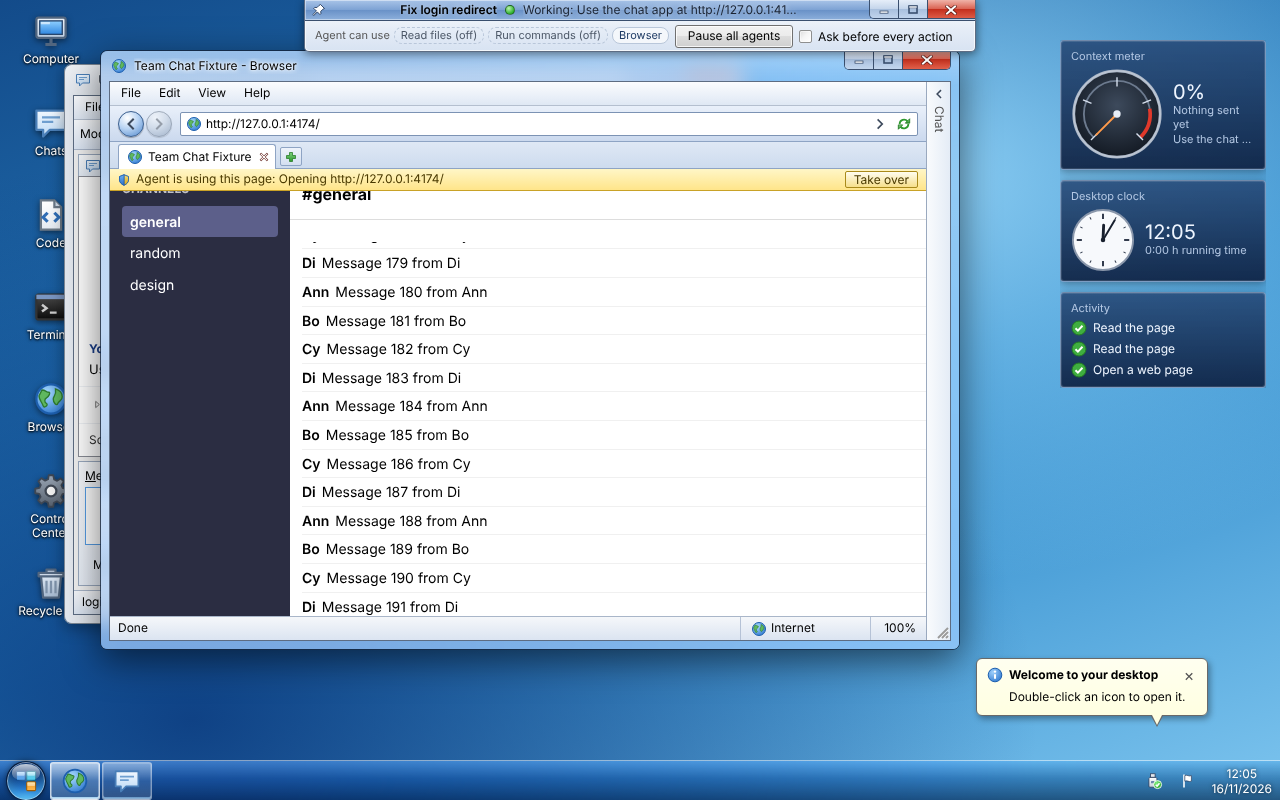 Fix login redirect
Working: Use the chat app at http://127.0.0.1:41...
Agent can use
Read files (off)
Run commands (off)
Browser
Pause all agents
Ask before every action
Computer
Chats
Code
Browser
Control
Center
Recycle
Team Chat Fixture - Browser
File
Edit
View
Help
http://127.0.0.1:4174/
Chat
Team Chat Fixture
Agent is using this page: Opening http://127.0.0.1:4174/
Take over
general
random
design
#general
Di Message 179 from Di
Ann Message 180 from Ann
Bo Message 181 from Bo
Cy Message 182 from Cy
Di Message 183 from Di
Ann Message 184 from Ann
Bo Message 185 from Bo
Cy Message 186 from Cy
Di Message 187 from Di
Ann Message 188 from Ann
Bo Message 189 from Bo
Cy Message 190 from Cy
Di Message 191 from Di
Done
Internet
100%
Context meter
0%
Nothing sent
yet
Use the chat ...
Desktop clock
12:05
0:00 h running time
Activity
Read the page
Read the page
Open a web page
Welcome to your desktop
Double-click an icon to open it.
12:05
16/11/2026